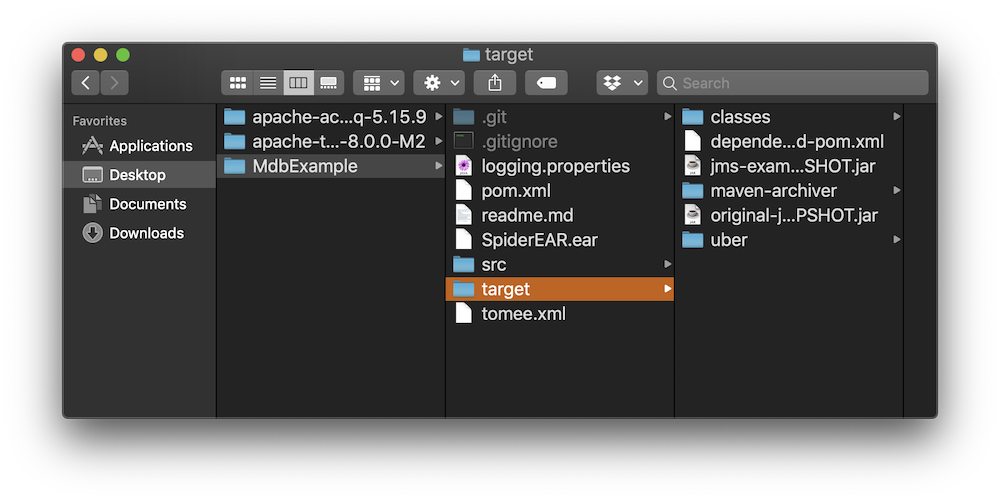 target
Search
Favorites
Applications
Desktop
Documents
Downloads
apache-ac...q-5.15.9
apache-t...-8.0.0-M2
MdbExample
.git
.gitignore
logging.properties
pom.xml
readme.md
SpiderEAR.ear
src
target
tomee.xml
classes
depende...d-pom.xml
jms-exam...SHOT.jar
maven-archiver
original-j...PSHOT.jar
uber